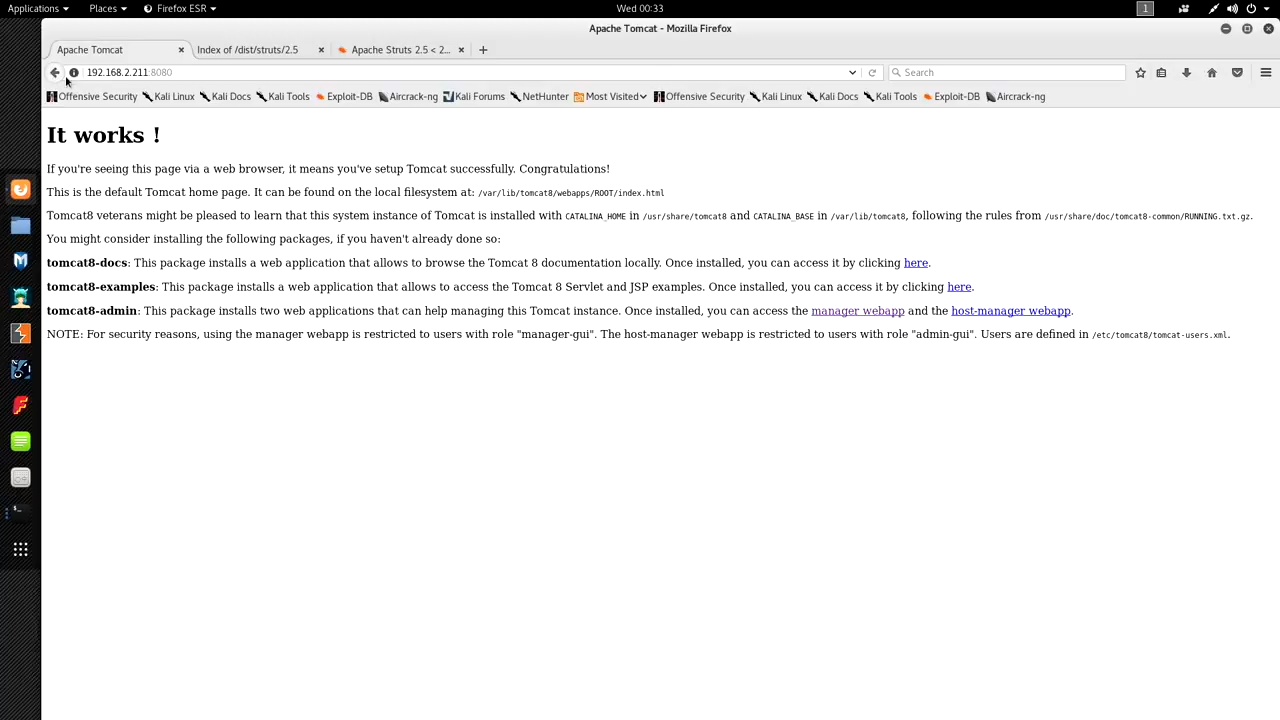 Applications Places Firefox ESR Wed 00:33 1
Apache Tomcat - Mozilla Firefox
Apache Tomcat Index of /dist/struts/2.5 Apache Struts 2.5 < 2...
192.168.2.211:8080 Search
Offensive Security Kali Linux Kali Docs Kali Tools Exploit-DB Aircrack-ng Kali Forums NetHunter Most Visited Offensive Security Kali Linux Kali Docs Kali Tools Exploit-DB Aircrack-ng
It works !
If you're seeing this page via a web browser, it means you've setup Tomcat successfully. Congratulations!
This is the default Tomcat home page. It can be found on the local filesystem at: /var/lib/tomcat8/webapps/ROOT/index.html
Tomcat8 veterans might be pleased to learn that this system instance of Tomcat is installed with CATALINA_HOME in /usr/share/tomcat8 and CATALINA_BASE in /var/lib/tomcat8, following the rules from /usr/share/doc/tomcat8-common/RUNNING.txt.gz.
You might consider installing the following packages, if you haven't already done so:
tomcat8-docs: This package installs a web application that allows to browse the Tomcat 8 documentation locally. Once installed, you can access it by clicking here.
tomcat8-examples: This package installs a web application that allows to access the Tomcat 8 Servlet and JSP examples. Once installed, you can access it by clicking here.
tomcat8-admin: This package installs two web applications that can help managing this Tomcat instance. Once installed, you can access the manager webapp and the host-manager webapp.
NOTE: For security reasons, using the manager webapp is restricted to users with role "manager-gui". The host-manager webapp is restricted to users with role "admin-gui". Users are defined in /etc/tomcat8/tomcat-users.xml.